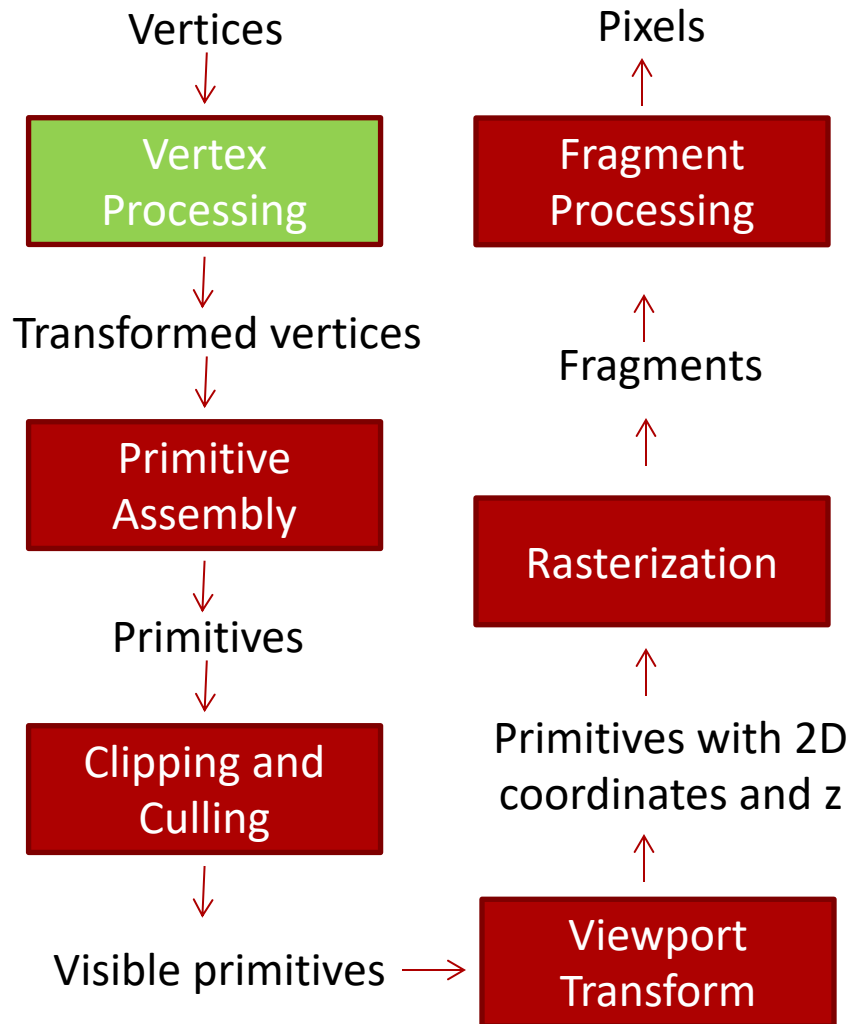 Vertices
Vertex
Processing
Transformed vertices
Primitive
Assembly
Primitives
Clipping and
Culling
Visible primitives
Viewport
Transform
Primitives with 2D
coordinates and z
Rasterization
Fragments
Fragment
Processing
Pixels